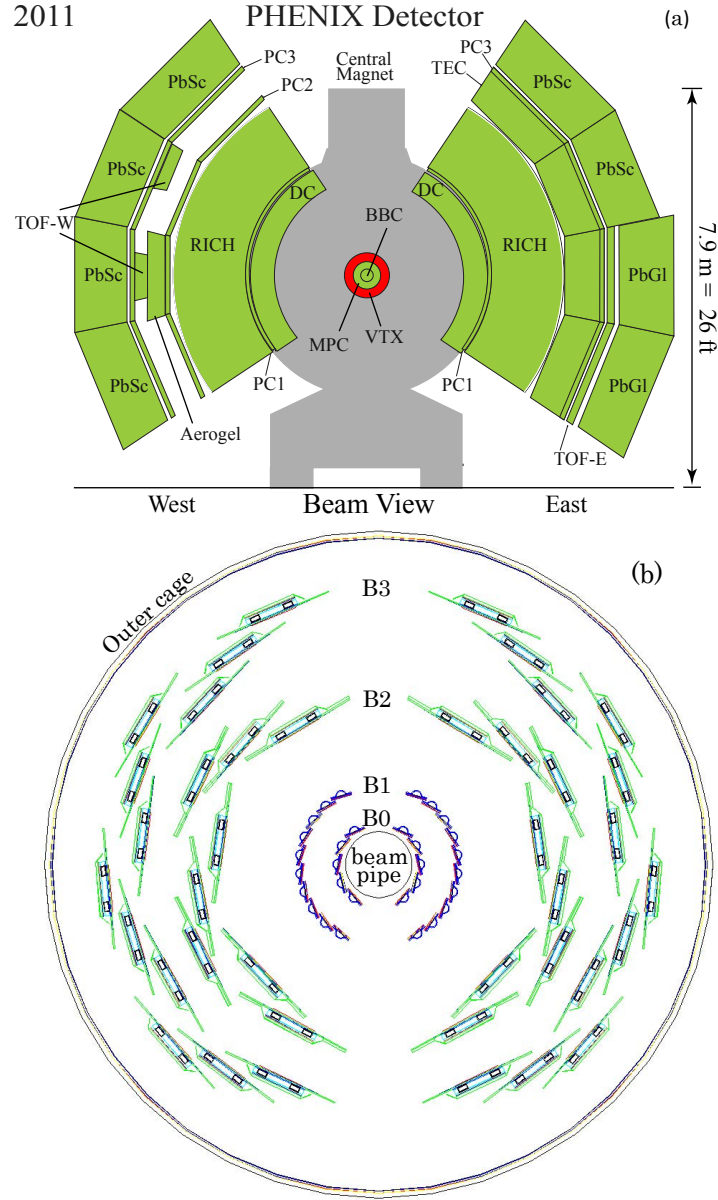 2011 PHENIX Detector (a)
Central
Magnet
PC3
PC2
PC3
TEC
PbSc
PbSc
PbSc
PbSc
TOF-W
DC
DC
BBC
RICH
RICH
PbSc
PbGl
MPC
VTX
PbSc
PC1
PC1
PbGl
Aerogel
TOF-E
7.9 m = 26 ft
West
Beam View
East
(b)
Outer cage
B3
B2
B1
B0
beam
pipe